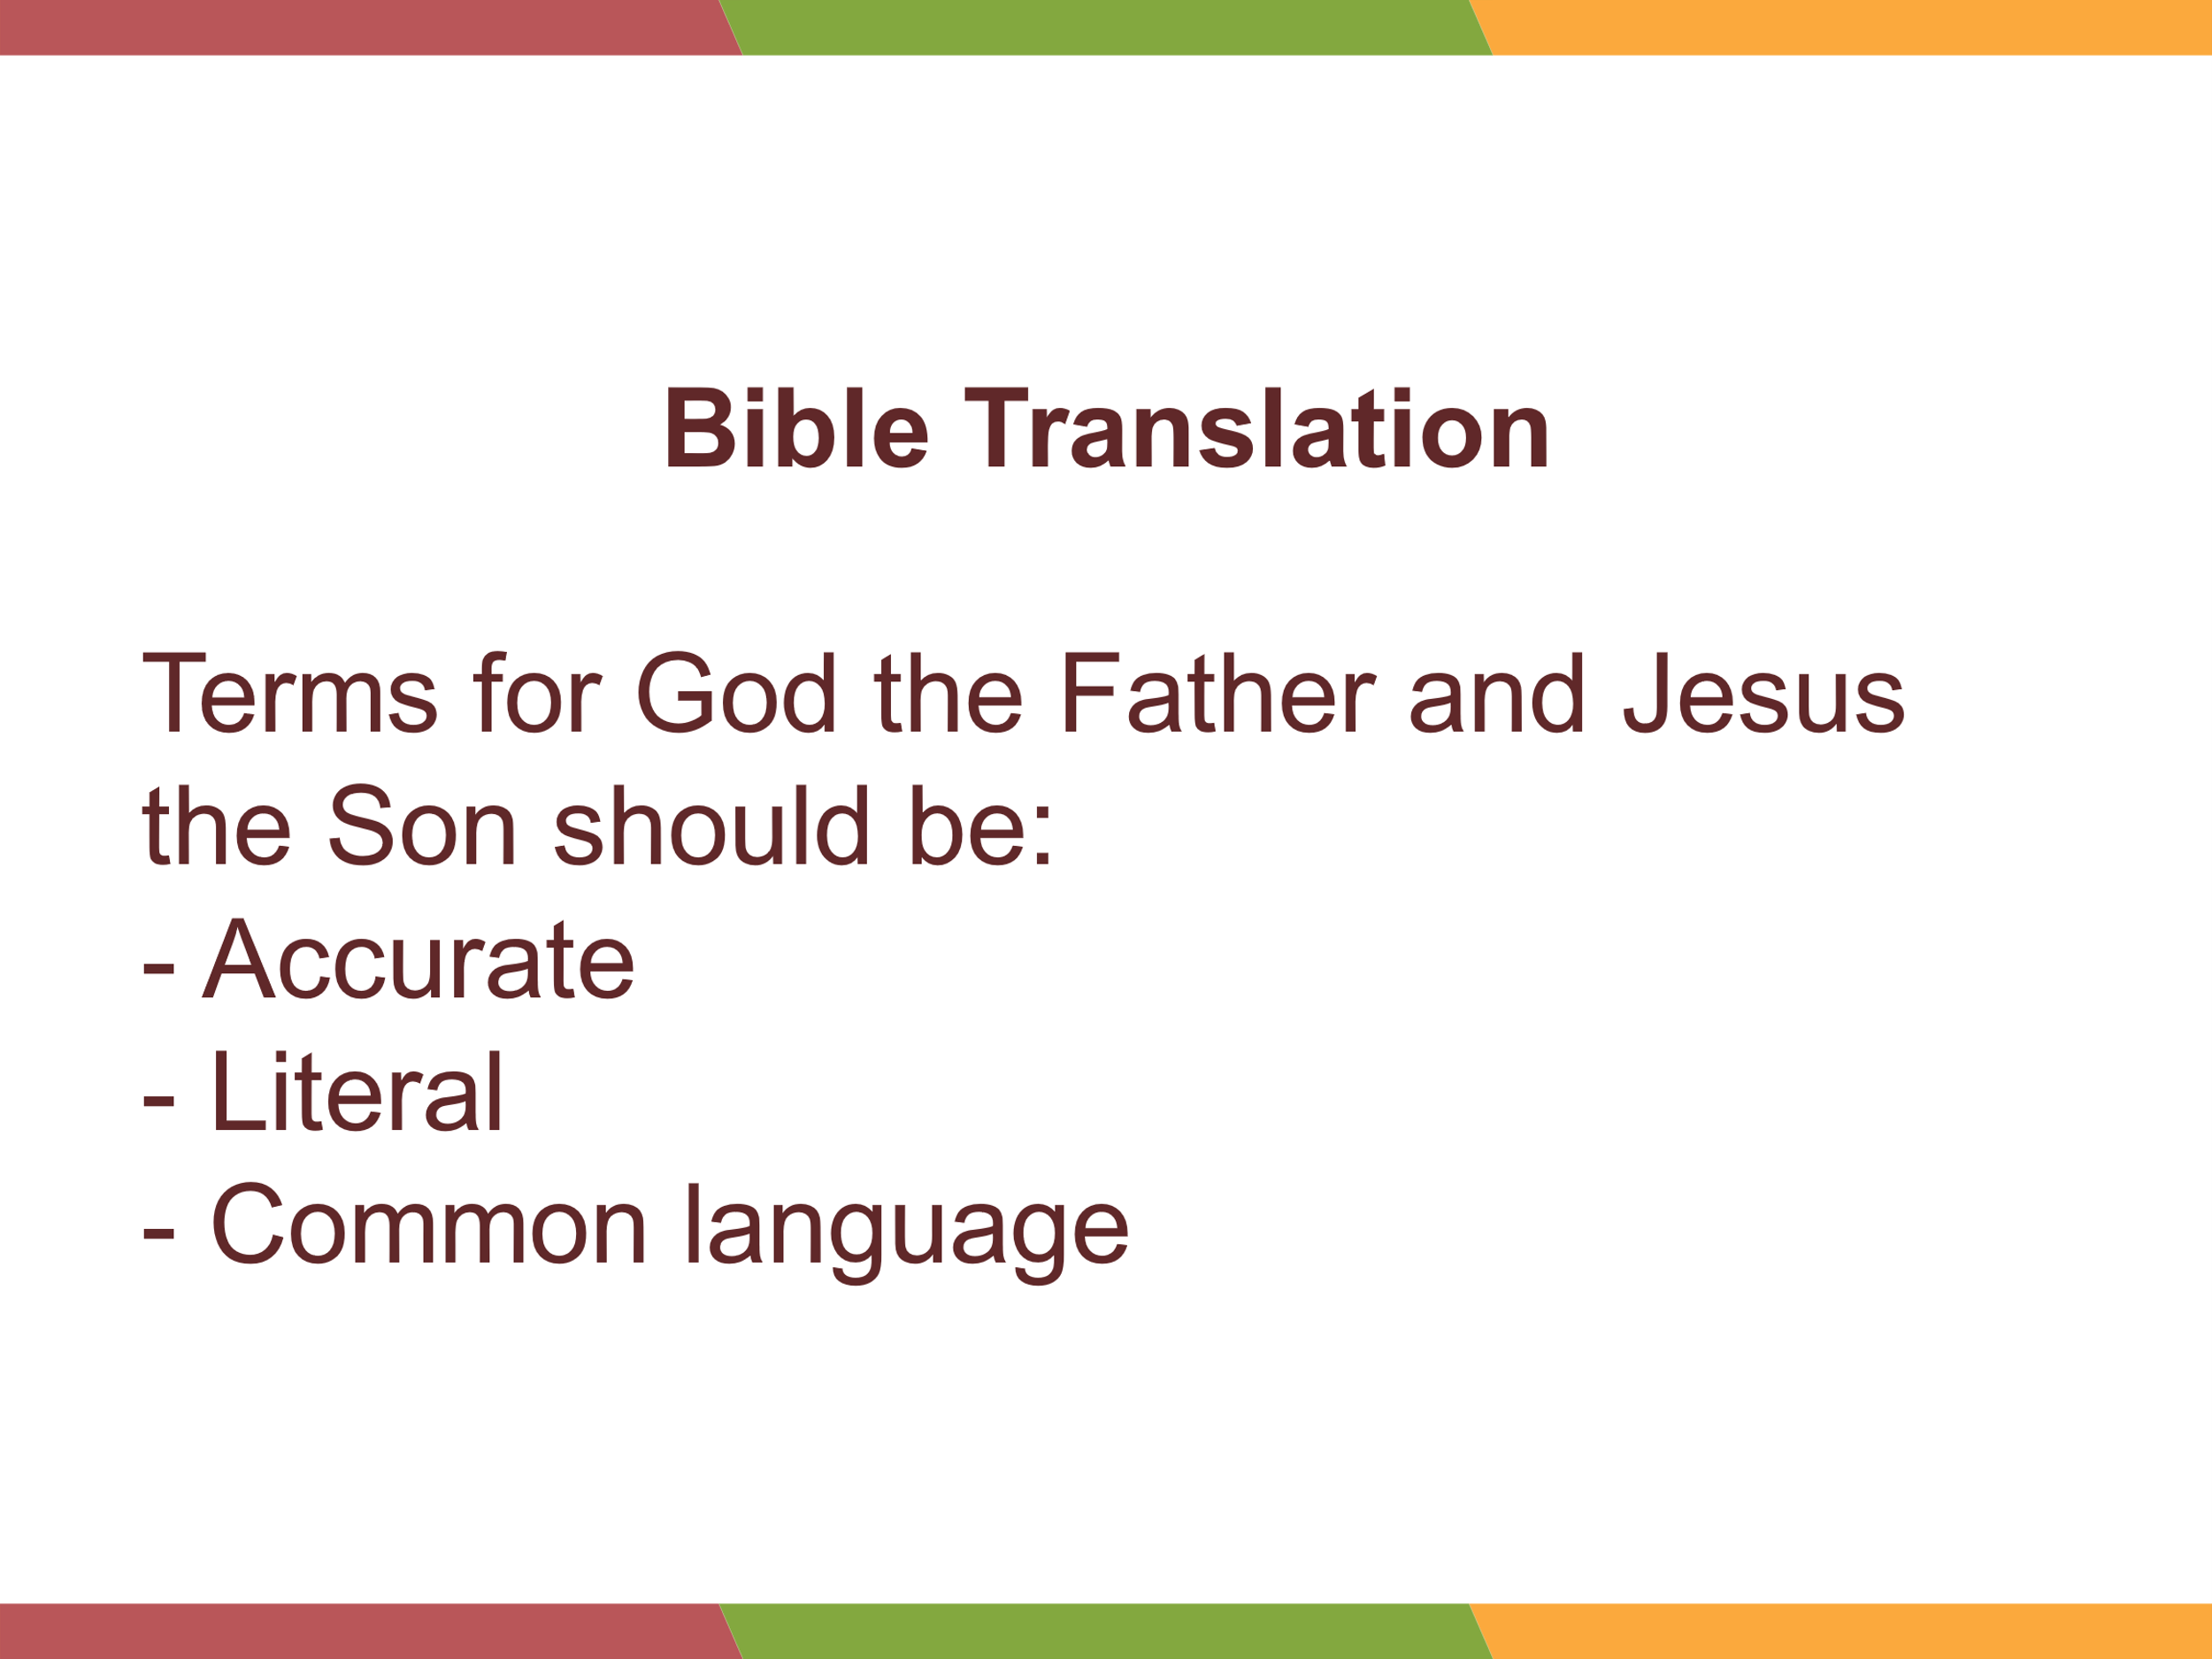 Bible Translation
Terms for God the Father and Jesus
the Son should be:
- Accurate
- Literal
- Common language